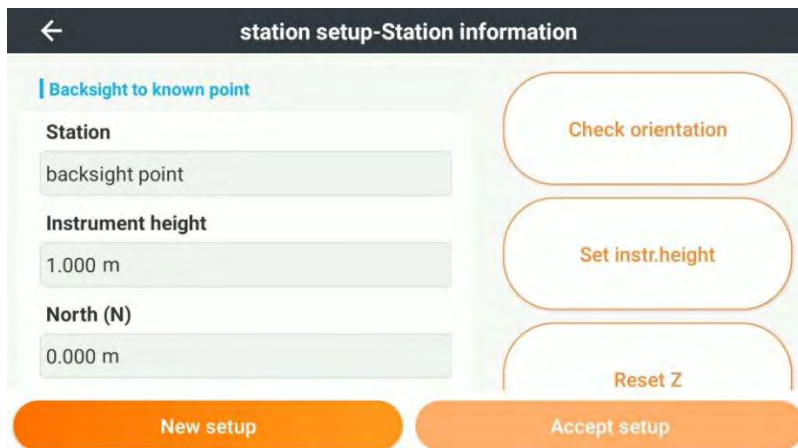 station setup-Station information
Backsight to known point
Station
backsight point
Instrument height
1.000 m
North (N)
0.000 m
Check orientation
Set instr.height
Reset Z
New setup
Accept setup